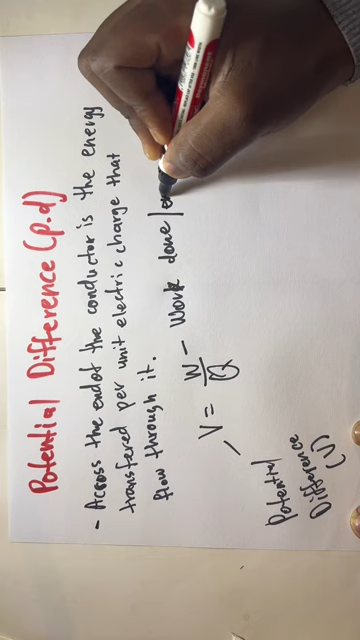 Potential Difference (p.d)
- Across the end of the conductor is the energy
transfered per unit electric charge that
flow through it.
V = W/Q - Work done |
Potential
Difference
(V)